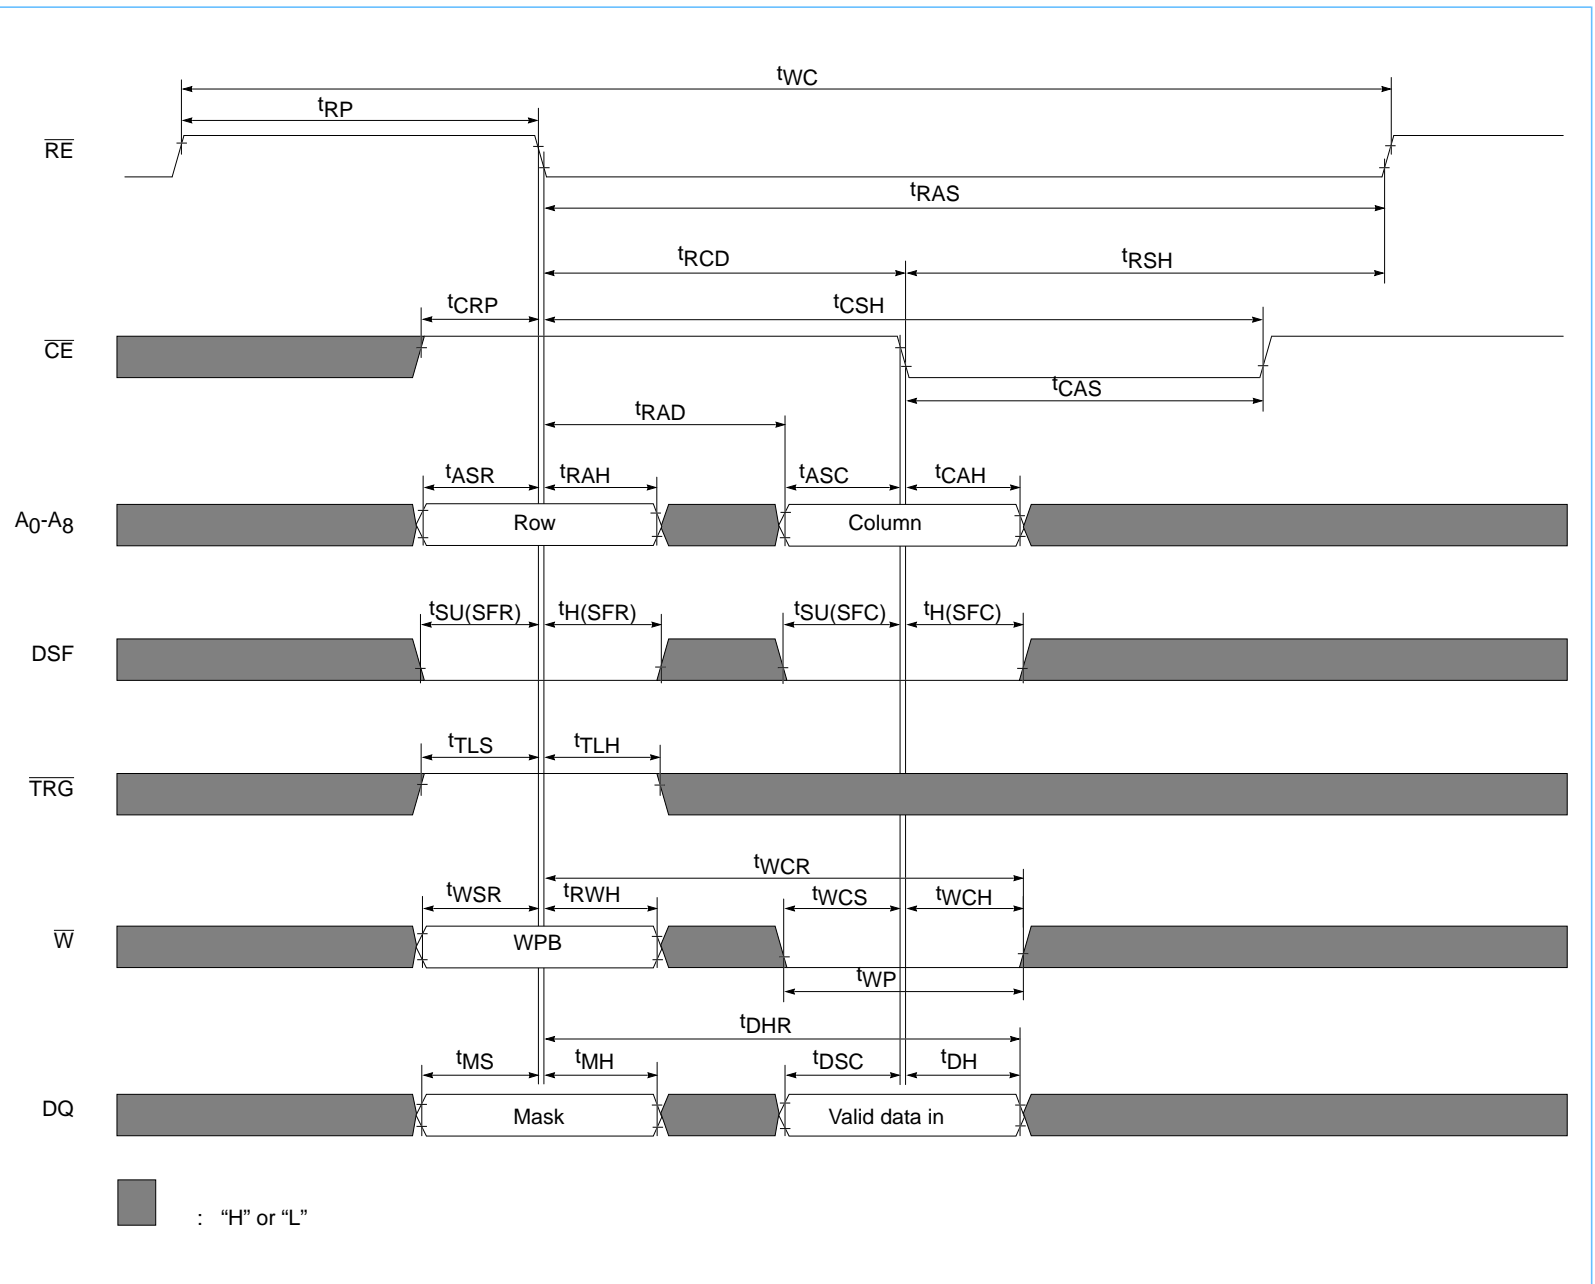 tWC
tRP
RE
tRAS
tRCD
tRSH
tCRP
tCSH
CE
tCAS
tRAD
tASR
tRAH
tASC
tCAH
A0-A8
Row
Column
tSU(SFR)
tH(SFR)
tSU(SFC)
tH(SFC)
DSF
tTLS
tTLH
TRG
tWCR
tWSR
tRWH
tWCS
tWCH
W
WPB
tWP
tDHR
tMS
tMH
tDSC
tDH
DQ
Mask
Valid data in
: “H” or “L”